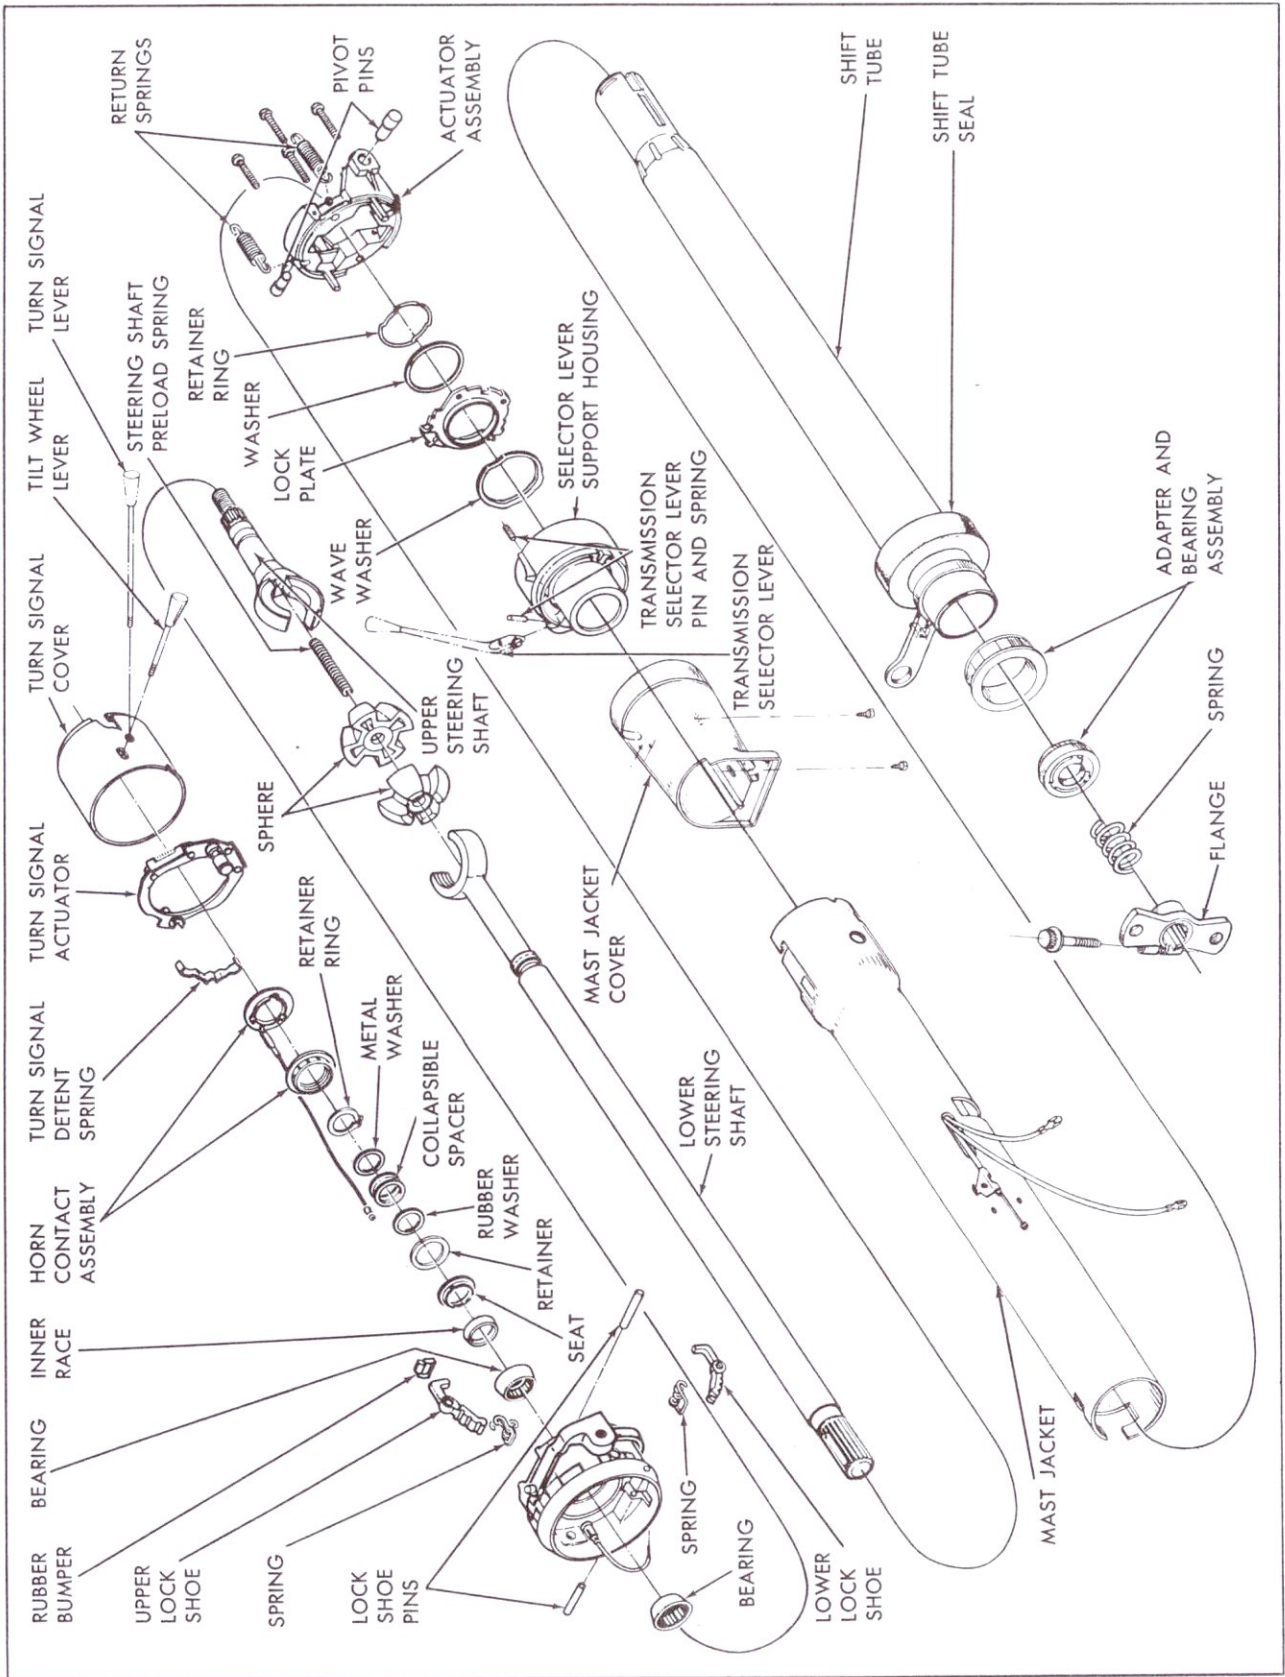 RUBBER
BUMPER
BEARING
INNER
RACE
HORN
CONTACT
ASSEMBLY
TURN SIGNAL
DETENT
SPRING
TURN SIGNAL
ACTUATOR
TURN SIGNAL
COVER
TILT WHEEL
LEVER
TURN SIGNAL
LEVER
RETURN
SPRINGS
UPPER
LOCK
SHOE
SPRING
LOCK
SHOE
PINS
RETAINER
RING
METAL
WASHER
COLLAPSIBLE
SPACER
RUBBER
WASHER
RETAINER
SEAT
SPHERE
STEERING SHAFT
PRELOAD SPRING
RETAINER
RING
WASHER
LOCK
PLATE
WAVE
WASHER
UPPER
STEERING
SHAFT
PIVOT
PINS
ACTUATOR
ASSEMBLY
SELECTOR LEVER
SUPPORT HOUSING
TRANSMISSION
SELECTOR LEVER
PIN AND SPRING
TRANSMISSION
SELECTOR LEVER
MAST JACKET
COVER
LOWER
STEERING
SHAFT
SPRING
BEARING
LOWER
LOCK
SHOE
MAST JACKET
SHIFT
TUBE
SHIFT TUBE
SEAL
ADAPTER AND
BEARING
ASSEMBLY
SPRING
FLANGE